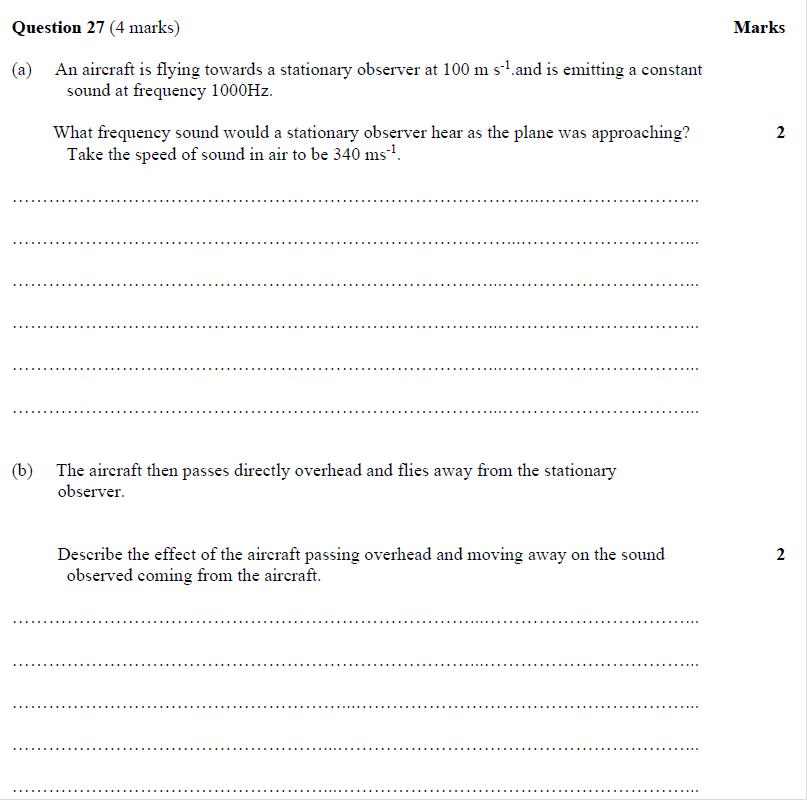 Question 27 (4 marks) Marks
(a) An aircraft is flying towards a stationary observer at 100 m s-1.and is emitting a constant
sound at frequency 1000Hz.
What frequency sound would a stationary observer hear as the plane was approaching? 2
Take the speed of sound in air to be 340 ms-1.
(b) The aircraft then passes directly overhead and flies away from the stationary
observer.
Describe the effect of the aircraft passing overhead and moving away on the sound 2
observed coming from the aircraft.